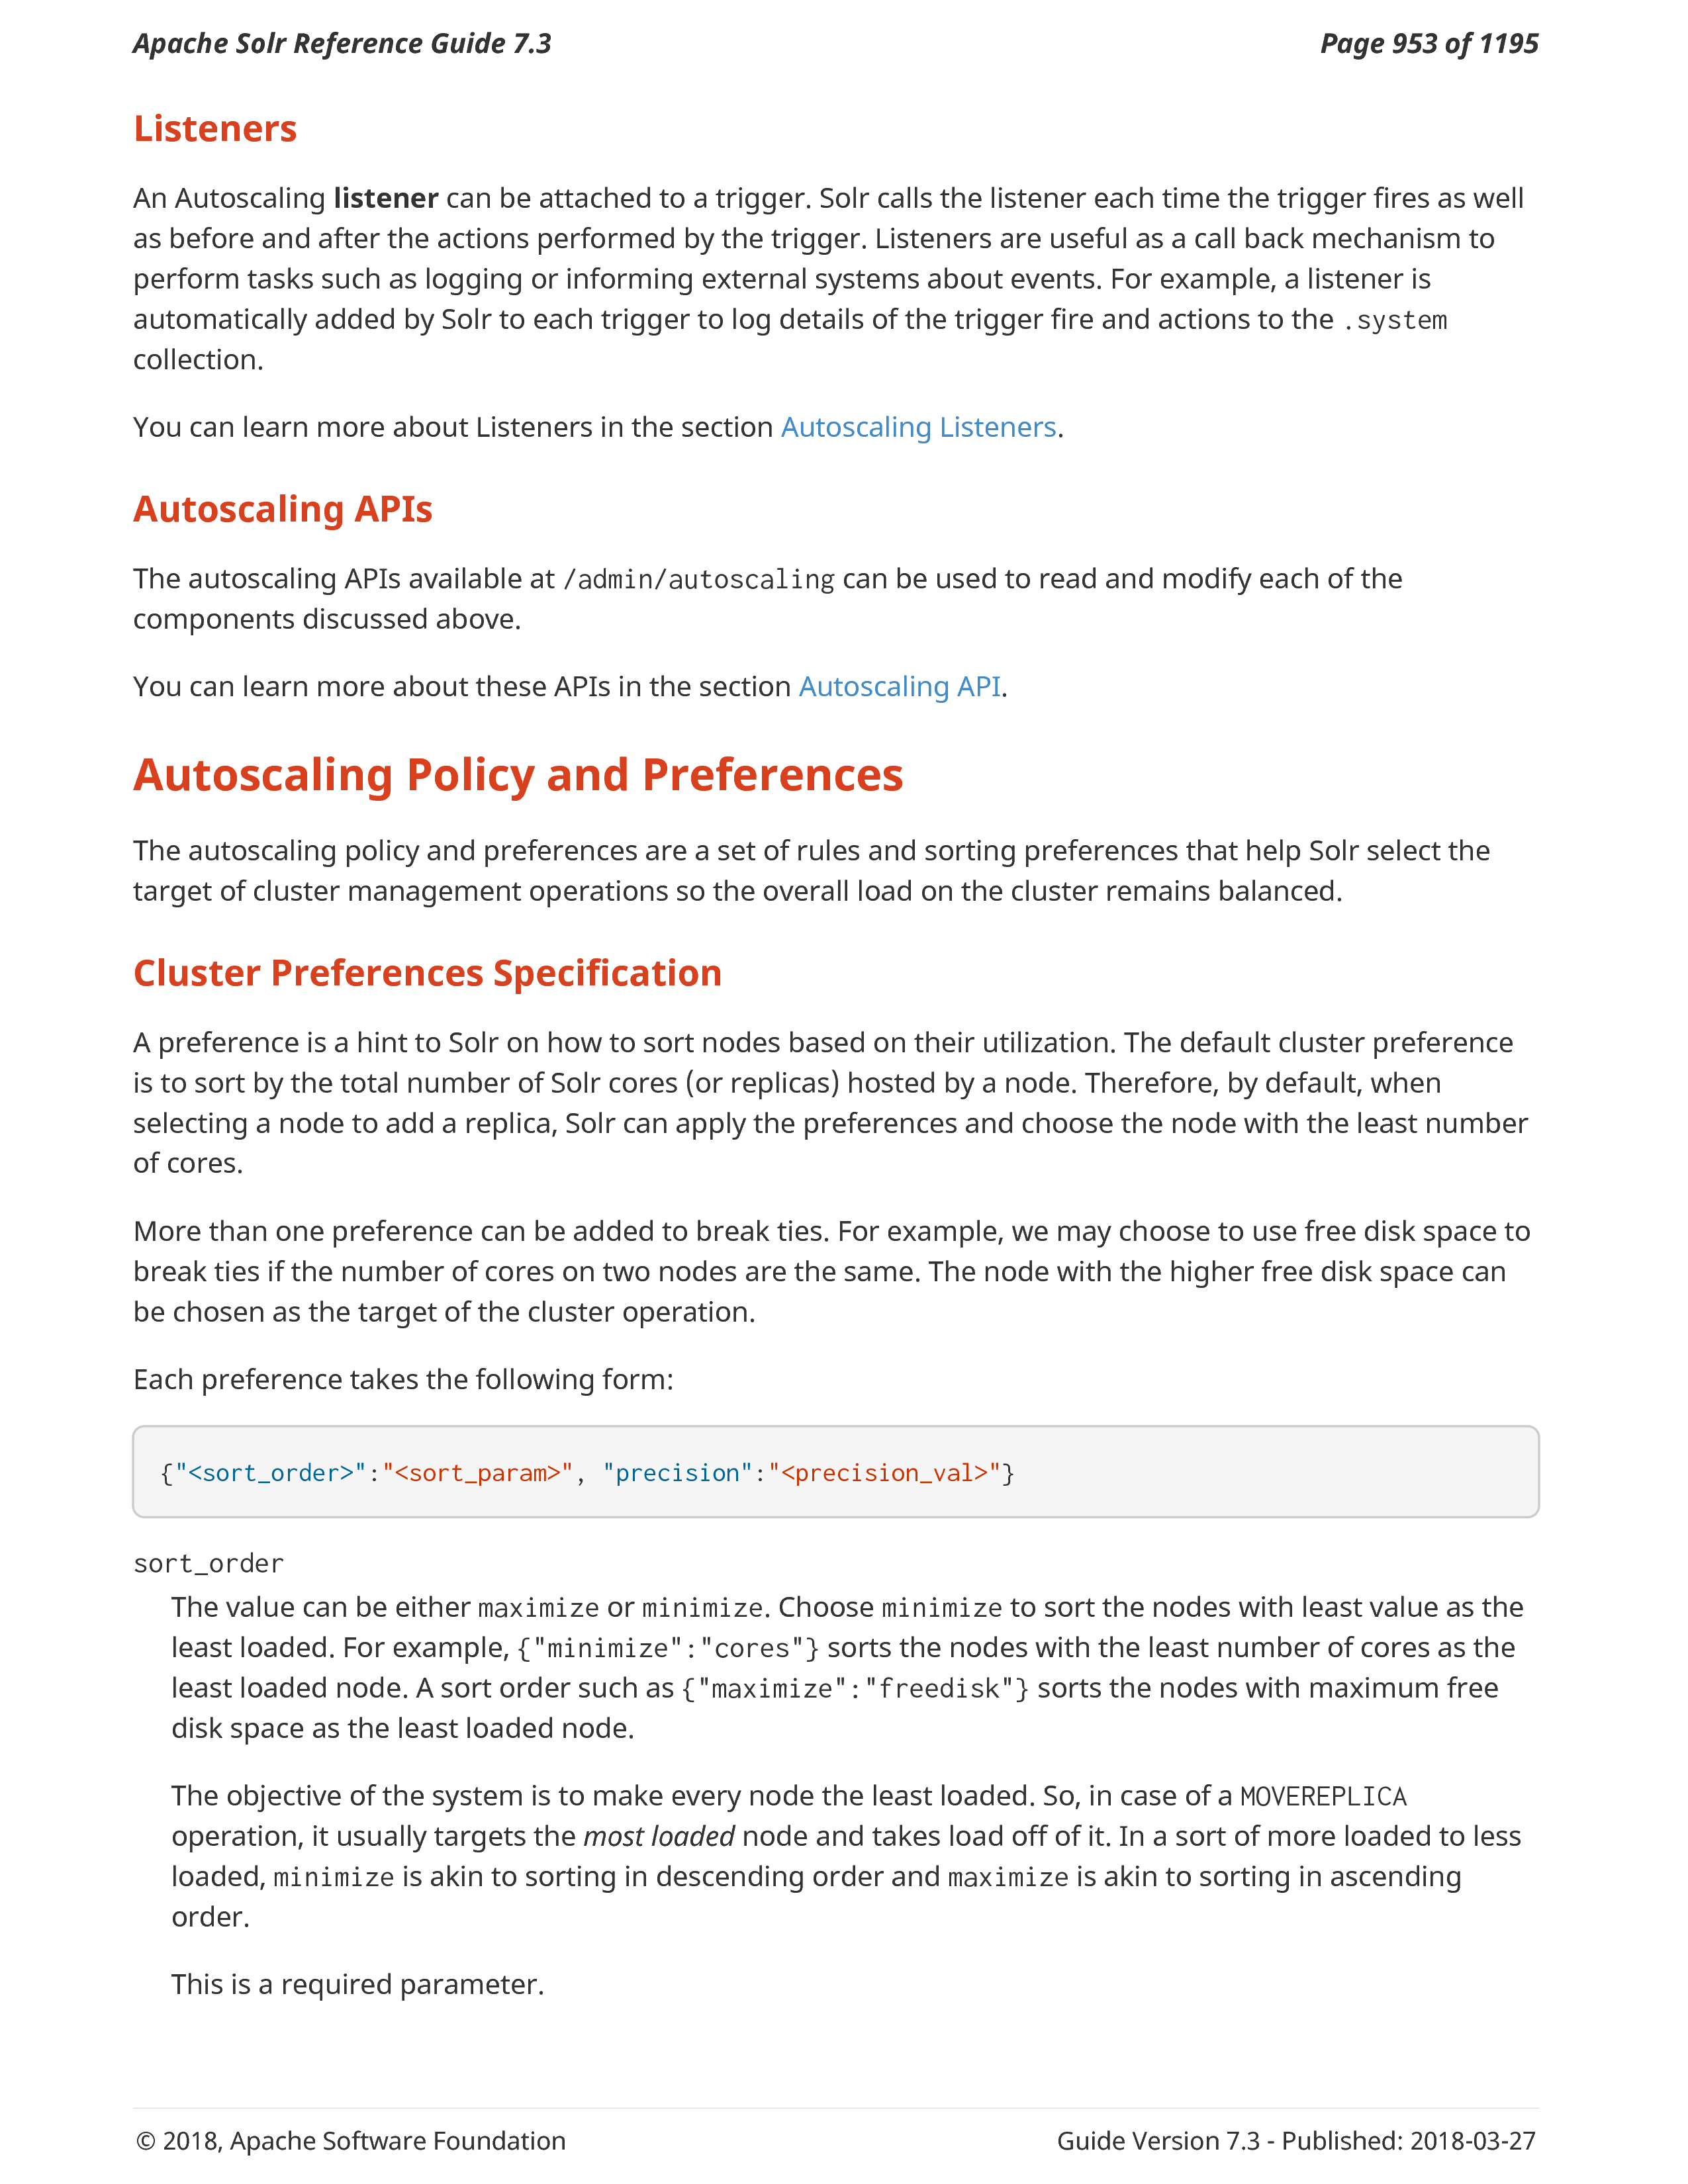 Apache Solr Reference Guide 7.3
Page 953 of 1195
Listeners
An Autoscaling listener can be attached to a trigger. Solr calls the listener each time the trigger fires as well
as before and after the actions performed by the trigger. Listeners are useful as a call back mechanism to
perform tasks such as logging or informing external systems about events. For example, a listener is
automatically added by Solr to each trigger to log details of the trigger fire and actions to the .system
collection.
You can learn more about Listeners in the section Autoscaling Listeners.
Autoscaling APIs
The autoscaling APIs available at /admin/autoscaling can be used to read and modify each of the
components discussed above.
You can learn more about these APIs in the section Autoscaling API.
Autoscaling Policy and Preferences
The autoscaling policy and preferences are a set of rules and sorting preferences that help Solr select the
target of cluster management operations so the overall load on the cluster remains balanced.
Cluster Preferences Specification
A preference is a hint to Solr on how to sort nodes based on their utilization. The default cluster preference
is to sort by the total number of Solr cores (or replicas) hosted by a node. Therefore, by default, when
selecting a node to add a replica, Solr can apply the preferences and choose the node with the least number
of cores.
More than one preference can be added to break ties. For example, we may choose to use free disk space to
break ties if the number of cores on two nodes are the same. The node with the higher free disk space can
be chosen as the target of the cluster operation.
Each preference takes the following form:
{"<sort_order>":"<sort_param>", "precision":"<precision_val>"}
sort_order
The value can be either maximize or minimize. Choose minimize to sort the nodes with least value as the
least loaded. For example, {"minimize":"cores"} sorts the nodes with the least number of cores as the
least loaded node. A sort order such as {"maximize":"freedisk"} sorts the nodes with maximum free
disk space as the least loaded node.
The objective of the system is to make every node the least loaded. So, in case of a MOVEREPLICA
operation, it usually targets the most loaded node and takes load off of it. In a sort of more loaded to less
loaded, minimize is akin to sorting in descending order and maximize is akin to sorting in ascending
order.
This is a required parameter.
© 2018, Apache Software Foundation
Guide Version 7.3 - Published: 2018-03-27